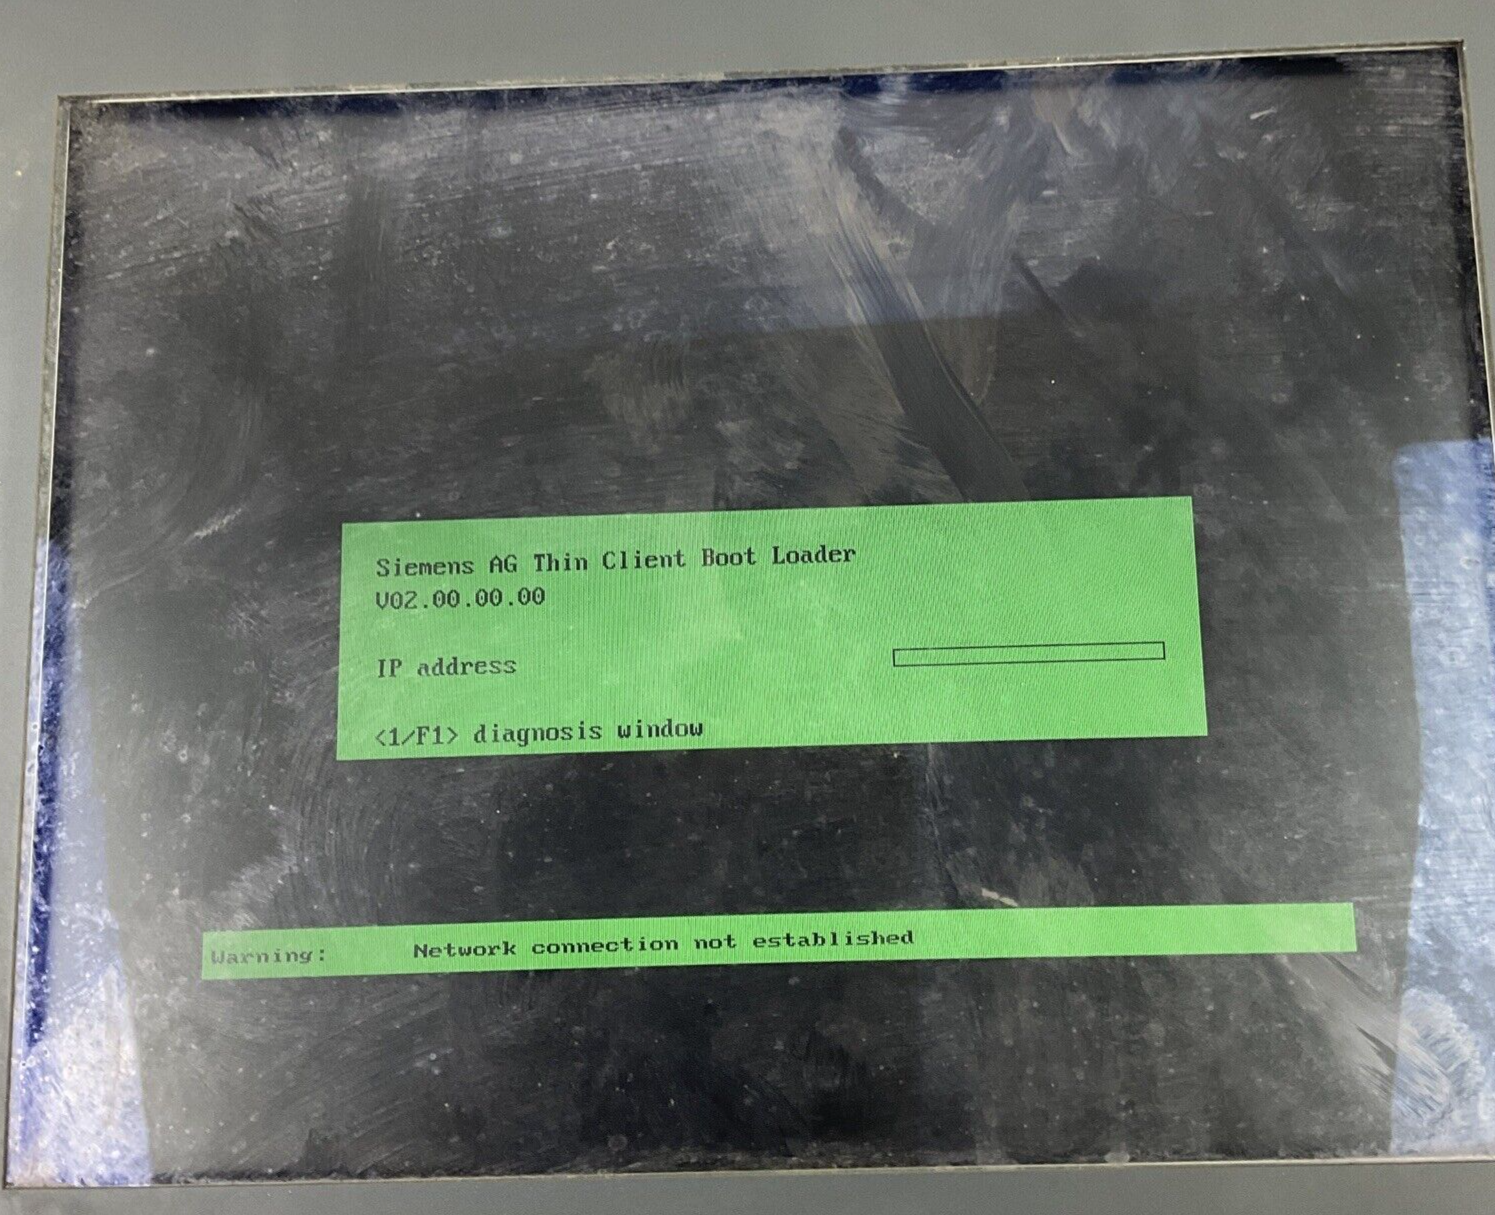 Siemens AG Thin Client Boot Loader
V02.00.00.00
IP address
<1/F1> diagnosis window
Warning: Network connection not established